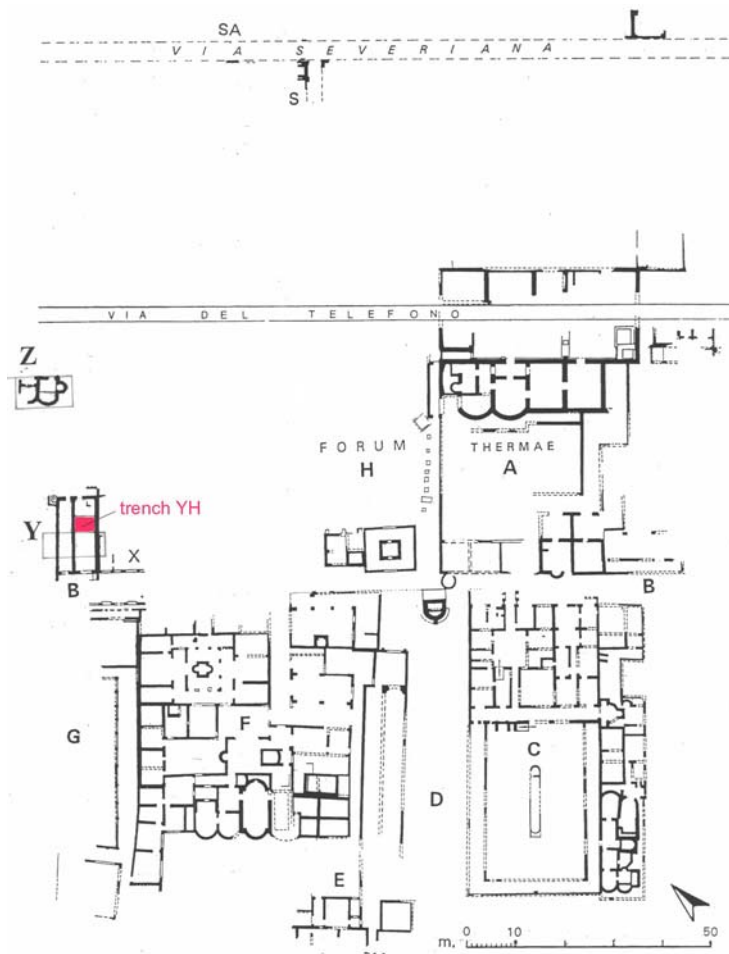 SA
VIA SEVERIANA
S
VIA DEL TELEFONO
Z
FORUM
H
THERMAE
A
trench YH
Y
X
B
B
F
G
C
D
E
m. 0 10 50